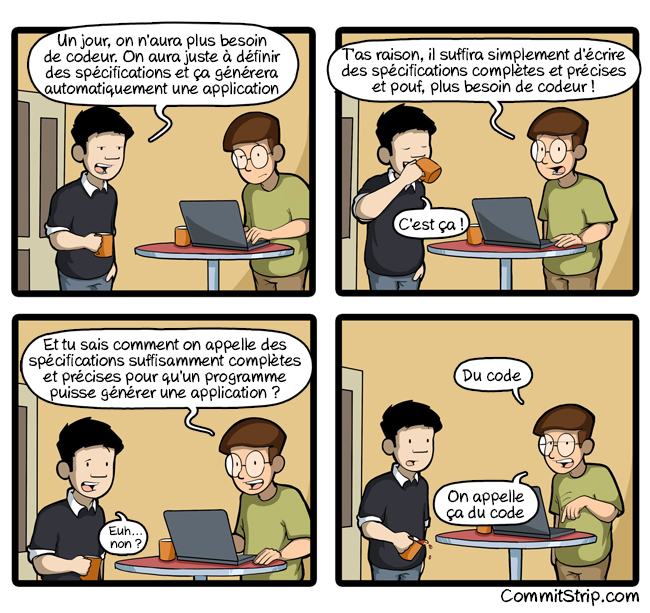 Un jour, on n'aura plus besoin
de codeur. On aura juste à définir
des spécifications et ça générera
automatiquement une application
T'as raison, il suffira simplement d'écrire
des spécifications complètes et précises
et pouf, plus besoin de codeur !
C'est ça !
Et tu sais comment on appelle des
spécifications suffisamment complètes
et précises pour qu'un programme
puisse générer une application ?
Euh...
non ?
Du code
On appelle
ça du code
CommitStrip.com